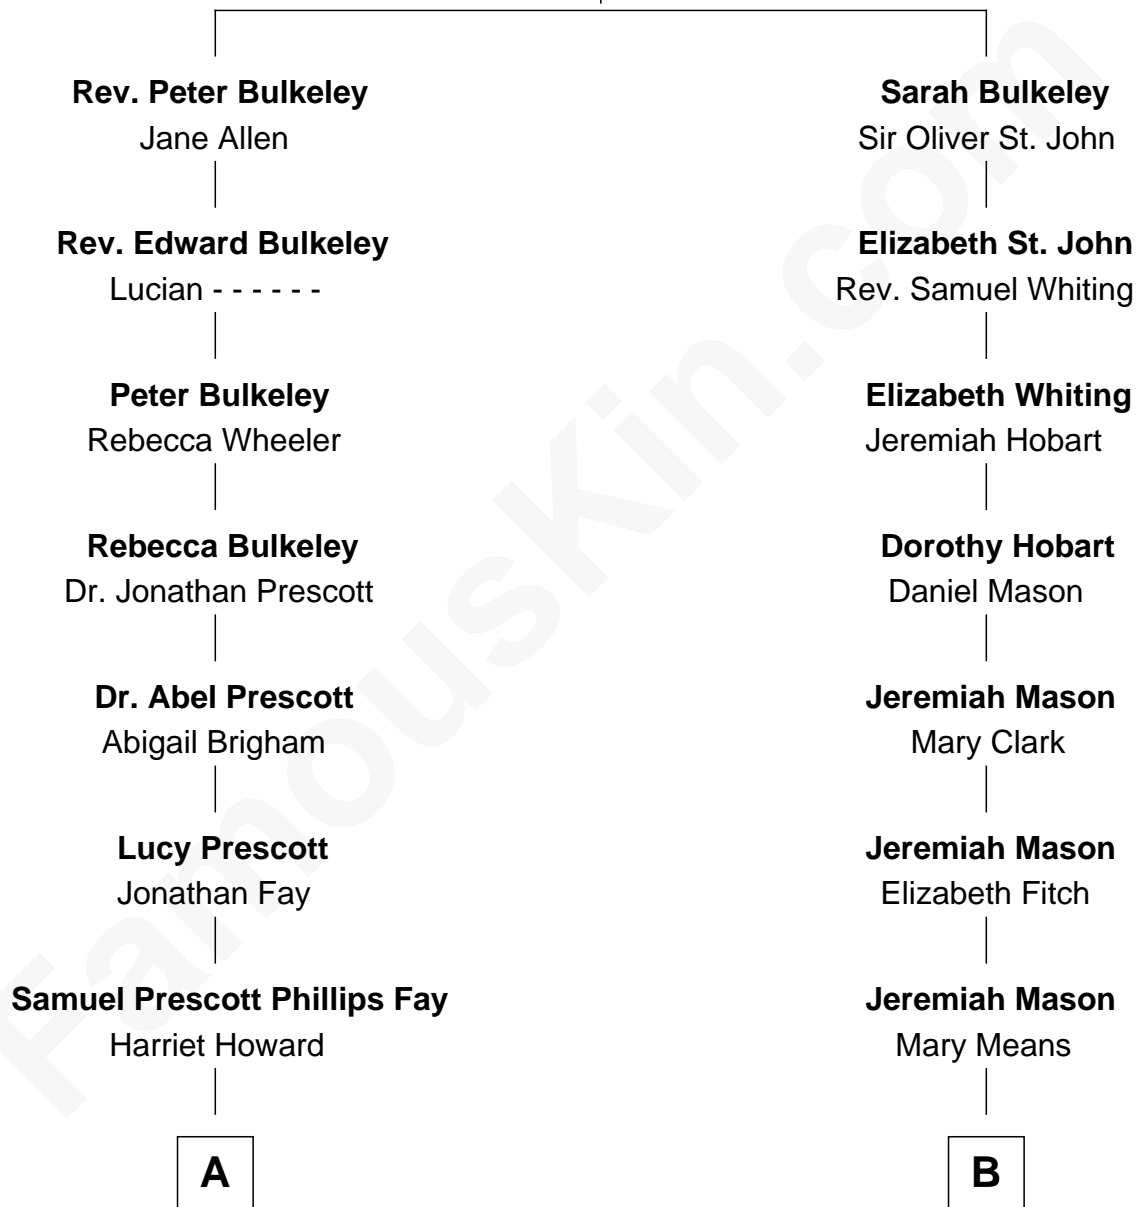 Rev. Peter Bulkeley
Jane Allen
Rev. Edward Bulkeley
Lucian - - - - - -
Peter Bulkeley
Rebecca Wheeler
Rebecca Bulkeley
Dr. Jonathan Prescott
Dr. Abel Prescott
Abigail Brigham
Lucy Prescott
Jonathan Fay
Samuel Prescott Phillips Fay
Harriet Howard
A
Sarah Bulkeley
Sir Oliver St. John
Elizabeth St. John
Rev. Samuel Whiting
Elizabeth Whiting
Jeremiah Hobart
Dorothy Hobart
Daniel Mason
Jeremiah Mason
Mary Clark
Jeremiah Mason
Elizabeth Fitch
Jeremiah Mason
Mary Means
B
FamousKin.com